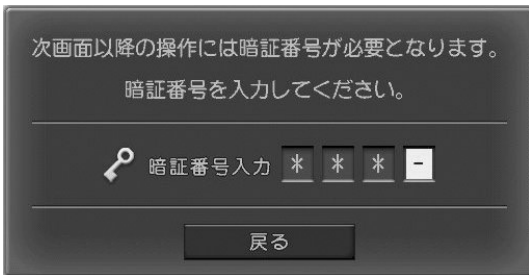 次画面以降の操作には暗証番号が必要となります。
暗証番号を入力してください。
暗証番号入力 * * * -
戻る